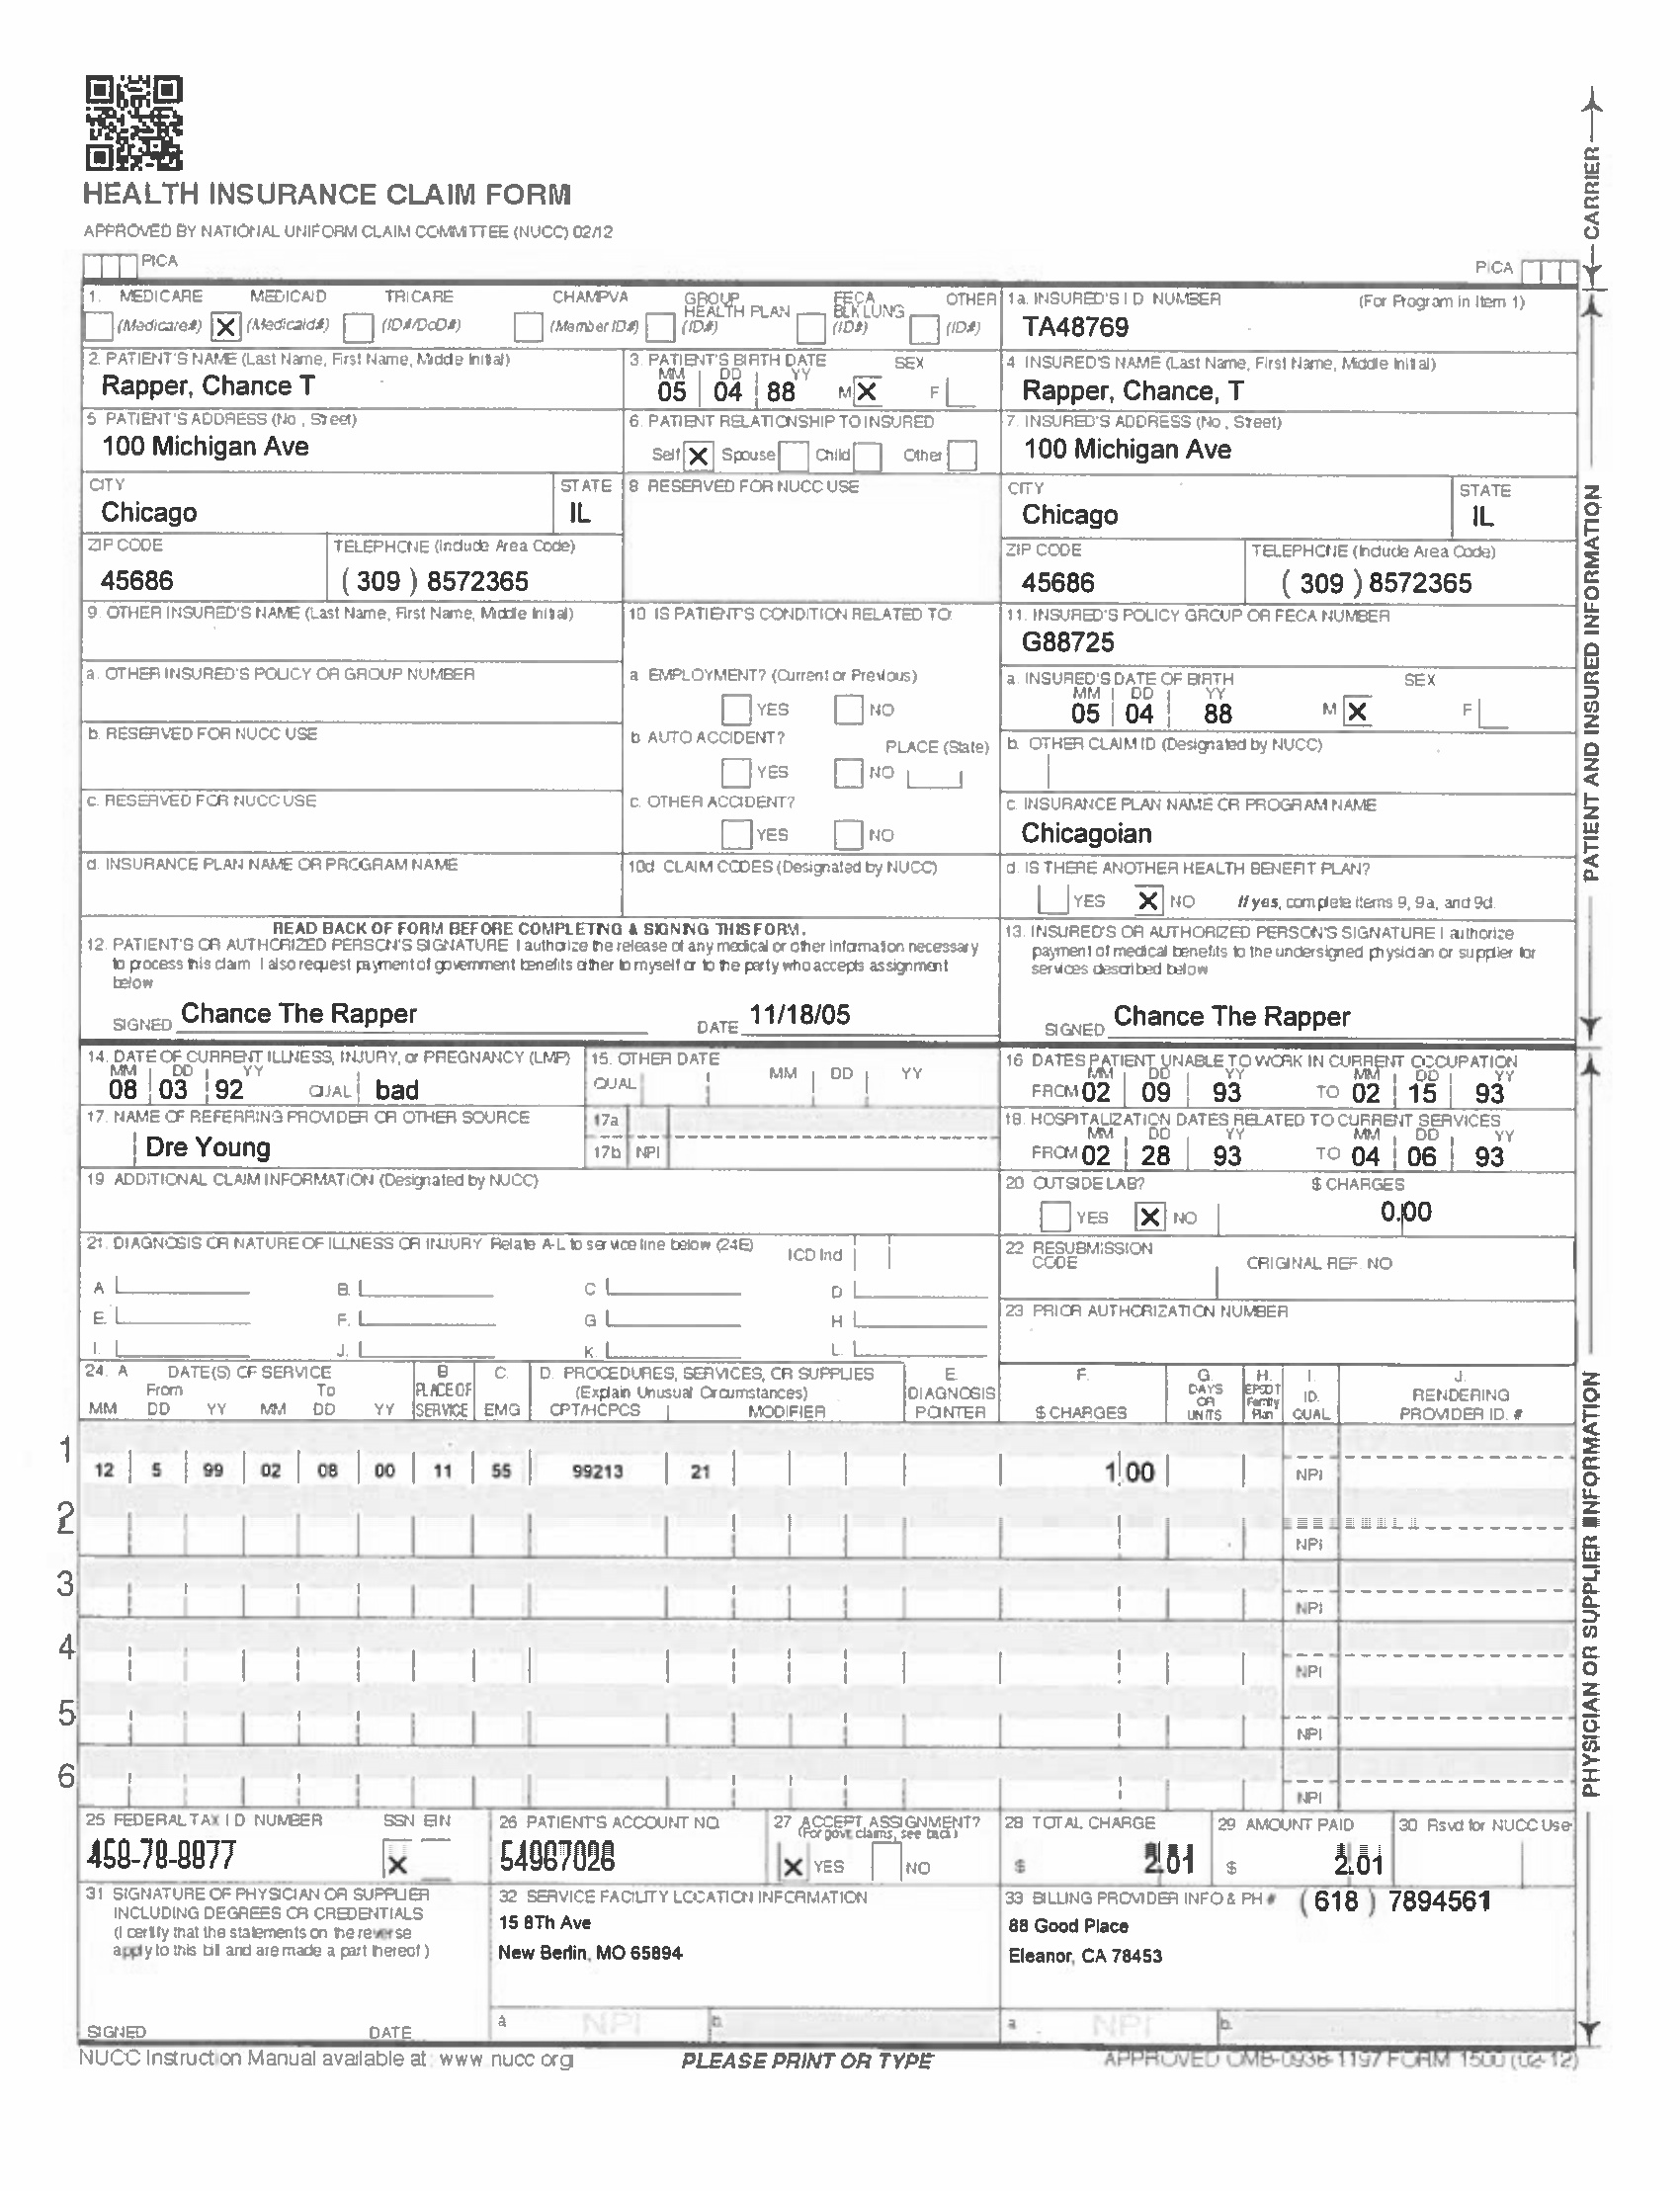 HEALTH INSURANCE CLAIM FORM
APPROVED BY NATIONAL UNIFORM CLAIM COMMITTEE (NUCC) 02/12
PICA
PICA
CARRIER
1. MEDICARE MEDICAID TRICARE CHAMPVA GROUP HEALTH PLAN FECA BLK LUNG OTHER
(Medicare#) X (Medicaid#) (ID#/DoD#) (Member ID#) (ID#) (ID#) (ID#)
1a. INSURED'S I D NUMBER (For Program in Item 1)
TA48769
2. PATIENT'S NAME (Last Name, First Name, Middle Initial)
Rapper, Chance T
3. PATIENT'S BIRTH DATE SEX
MM DD YY
05 04 88 M X F
4 INSURED'S NAME (Last Name, First Name, Middle Initial)
Rapper, Chance, T
5 PATIENT'S ADDRESS (No , Street)
100 Michigan Ave
6. PATIENT RELATIONSHIP TO INSURED
Self X Spouse Child Other
7. INSURED'S ADDRESS (No , Street)
100 Michigan Ave
CITY STATE
Chicago IL
8 RESERVED FOR NUCC USE
CITY STATE
Chicago IL
ZIP CODE TELEPHONE (Include Area Code)
45686 ( 309 ) 8572365
ZIP CODE TELEPHONE (Include Area Code)
45686 ( 309 ) 8572365
9. OTHER INSURED'S NAME (Last Name, First Name, Middle Initial)
10 IS PATIENT'S CONDITION RELATED TO
11. INSURED'S POLICY GROUP OR FECA NUMBER
G88725
a. OTHER INSURED'S POLICY OR GROUP NUMBER
a EMPLOYMENT? (Current or Previous)
YES NO
a. INSURED'S DATE OF BIRTH SEX
MM DD YY
05 04 88 M X F
b. RESERVED FOR NUCC USE
b AUTO ACCIDENT? PLACE (State)
YES NO
b. OTHER CLAIM ID (Designated by NUCC)
c. RESERVED FOR NUCC USE
c. OTHER ACCIDENT?
YES NO
c. INSURANCE PLAN NAME OR PROGRAM NAME
Chicagoian
d. INSURANCE PLAN NAME OR PROGRAM NAME
10d CLAIM CODES (Designated by NUCC)
d. IS THERE ANOTHER HEALTH BENEFIT PLAN?
YES X NO If yes, complete items 9, 9a, and 9d.
PATIENT AND INSURED INFORMATION
READ BACK OF FORM BEFORE COMPLETING & SIGNING THIS FORM.
12. PATIENT'S OR AUTHORIZED PERSON'S SIGNATURE I authorize the release of any medical or other information necessary
to process this claim I also request payment of government benefits either to myself or to the party who accepts assignment
below
SIGNED Chance The Rapper DATE 11/18/05
13. INSURED'S OR AUTHORIZED PERSON'S SIGNATURE I authorize
payment of medical benefits to the undersigned physician or supplier for
services described below
SIGNED Chance The Rapper
14. DATE OF CURRENT ILLNESS, INJURY, or PREGNANCY (LMP)
MM DD YY
08 03 92 QUAL bad
15. OTHER DATE
QUAL MM DD YY
16 DATES PATIENT UNABLE TO WORK IN CURRENT OCCUPATION
MM DD YY MM DD YY
FROM 02 09 93 TO 02 15 93
17. NAME OF REFERRING PROVIDER OR OTHER SOURCE
Dre Young
17a
17b NPI
18. HOSPITALIZATION DATES RELATED TO CURRENT SERVICES
MM DD YY MM DD YY
FROM 02 28 93 TO 04 06 93
19 ADDITIONAL CLAIM INFORMATION (Designated by NUCC)
20 OUTSIDE LAB? $ CHARGES
YES X NO 0.00
21. DIAGNOSIS OR NATURE OF ILLNESS OR INJURY Relate A-L to service line below (24E) ICD Ind
A B. C D
E. F. G H
I. J. K. L.
22 RESUBMISSION CODE ORIGINAL REF. NO
23 PRIOR AUTHORIZATION NUMBER
24. A DATE(S) OF SERVICE B C. D. PROCEDURES, SERVICES, OR SUPPLIES E. F. G. H. I. J.
From To PLACE OF (Explain Unusual Circumstances) DIAGNOSIS DAYS OR EPSDT Family ID. RENDERING
MM DD YY MM DD YY SERVICE EMG CPT/HCPCS MODIFIER POINTER $ CHARGES UNITS Plan QUAL PROVIDER ID. #
1
12 5 99 02 08 00 11 55 99213 21 1 00 NPI
2
NPI
3
NPI
4
NPI
5
NPI
6
NPI
PHYSICIAN OR SUPPLIER INFORMATION
25 FEDERAL TAX I D NUMBER SSN EIN
458-78-8877 X
26 PATIENT'S ACCOUNT NO.
54967026
27 ACCEPT ASSIGNMENT?
(For govt. claims, see back)
X YES NO
28 TOTAL CHARGE
$ 2.01
29 AMOUNT PAID
$ 2.01
30 Rsvd for NUCC Use
31 SIGNATURE OF PHYSICIAN OR SUPPLIER
INCLUDING DEGREES OR CREDENTIALS
(I certify that the statements on the reverse
apply to this bill and are made a part thereof )
SIGNED DATE
32 SERVICE FACILITY LOCATION INFORMATION
15 8Th Ave
New Berlin, MO 65894
a NPI b.
33 BILLING PROVIDER INFO & PH # ( 618 ) 7894561
88 Good Place
Eleanor, CA 78453
a NPI b.
NUCC Instruction Manual available at: www nucc org
PLEASE PRINT OR TYPE
APPROVED OMB-0938-1197 FORM 1500 (02-12)